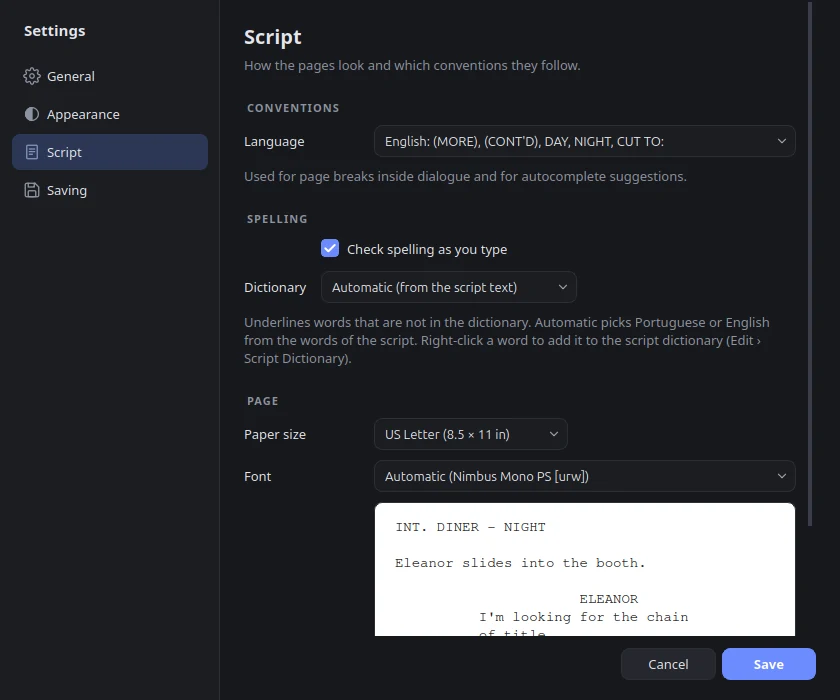 Settings
General
Appearance
Script
Saving
Script
How the pages look and which conventions they follow.
CONVENTIONS
Language
English: (MORE), (CONT'D), DAY, NIGHT, CUT TO:
Used for page breaks inside dialogue and for autocomplete suggestions.
SPELLING
Check spelling as you type
Dictionary
Automatic (from the script text)
Underlines words that are not in the dictionary. Automatic picks Portuguese or English
from the words of the script. Right-click a word to add it to the script dictionary (Edit ›
Script Dictionary).
PAGE
Paper size
US Letter (8.5 × 11 in)
Font
Automatic (Nimbus Mono PS [urw])
INT. DINER - NIGHT
Eleanor slides into the booth.
ELEANOR
I'm looking for the chain
of title
Cancel
Save